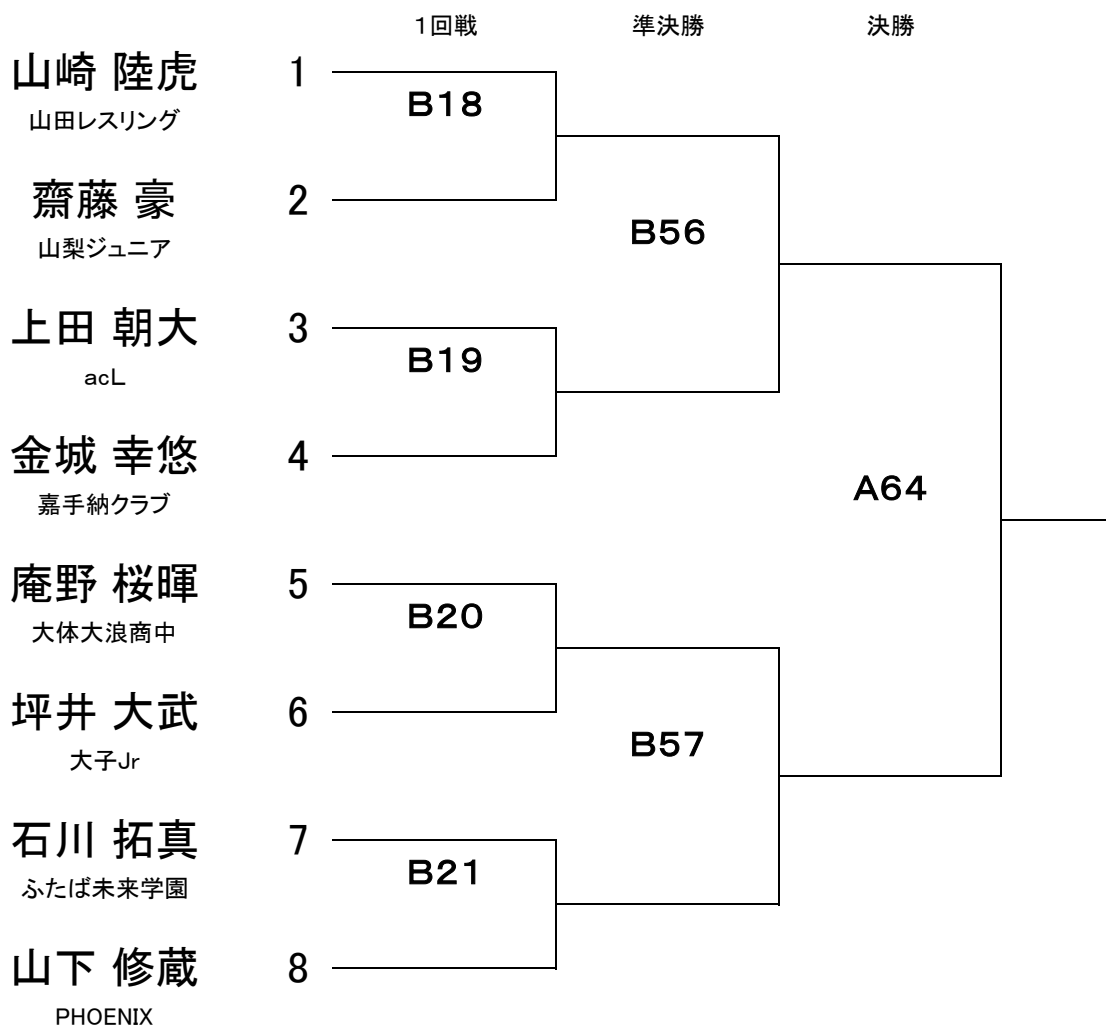 1回戦 準決勝 決勝
山崎 陸虎 1
B18
山田レスリング
齋藤 豪 2
山梨ジュニア
B56
上田 朝大 3
B19
acL
金城 幸悠 4
嘉手納クラブ
A64
庵野 桜暉 5
B20
大体大浪商中
坪井 大武 6
大子Jr
B57
石川 拓真 7
B21
ふたば未来学園
山下 修蔵 8
PHOENIX